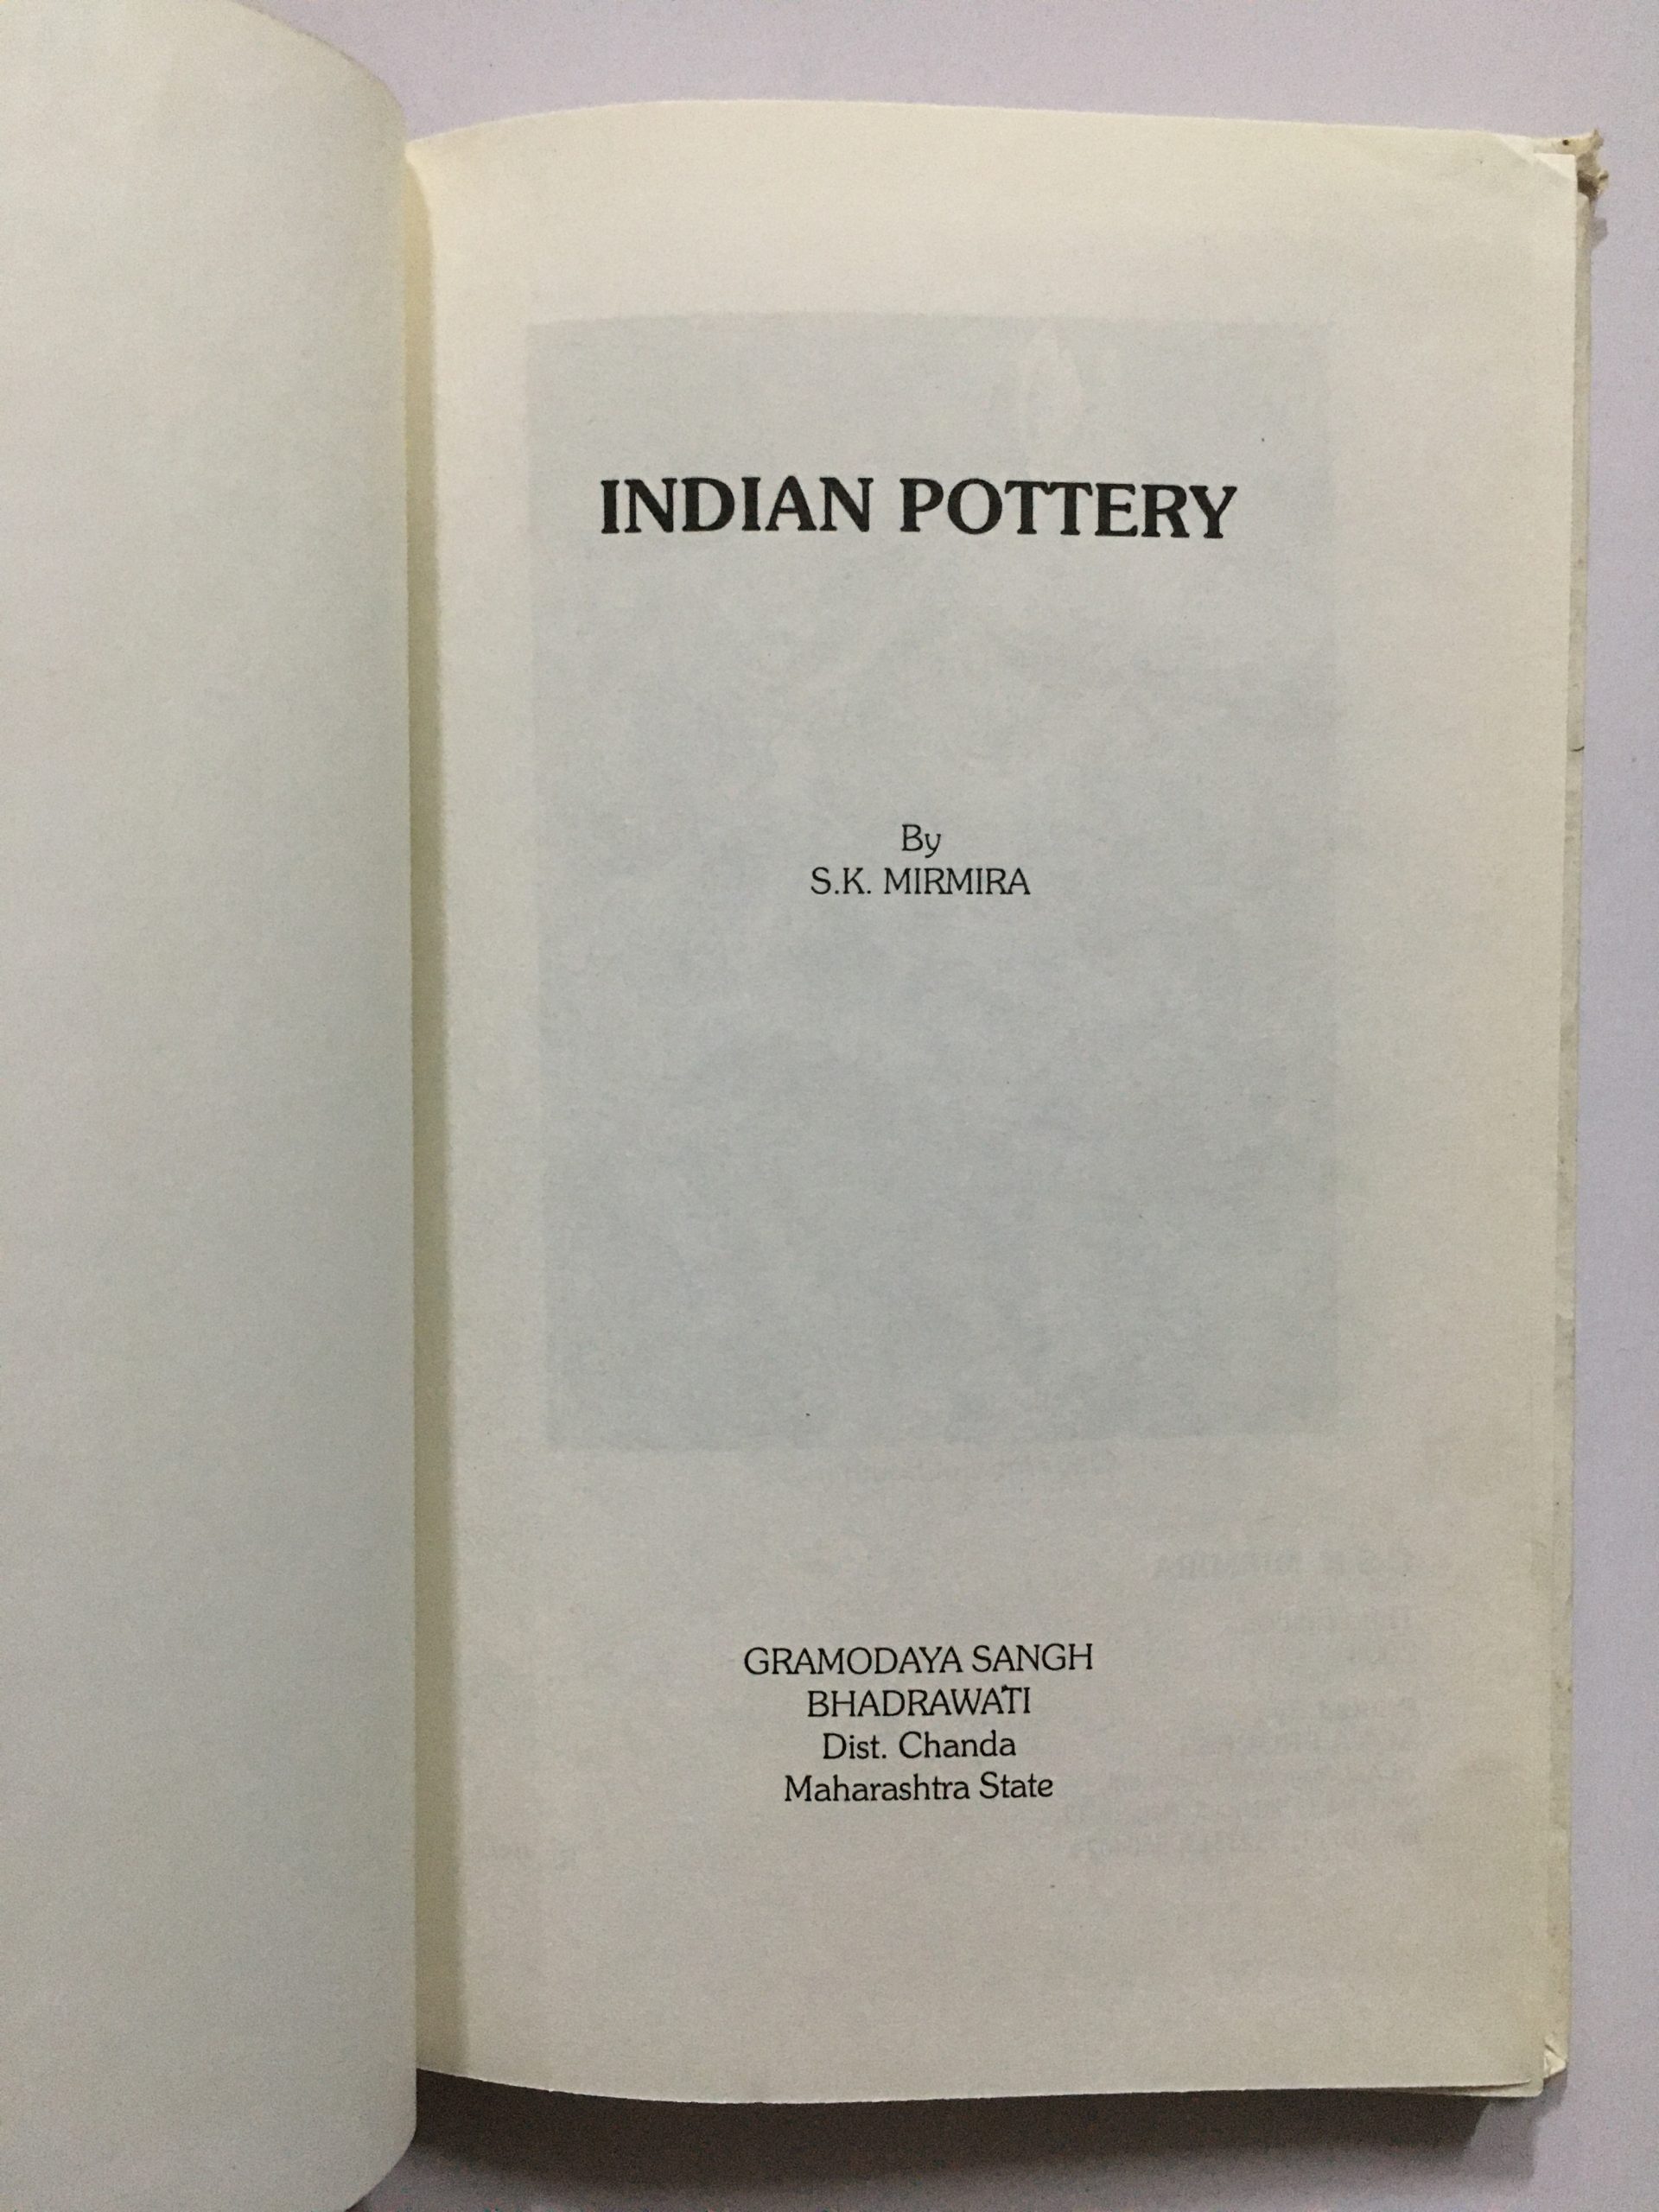 INDIAN POTTERY
By
S.K. MIRMIRA
GRAMODAYA SANGH
BHADRAWATI
Dist. Chanda
Maharashtra State